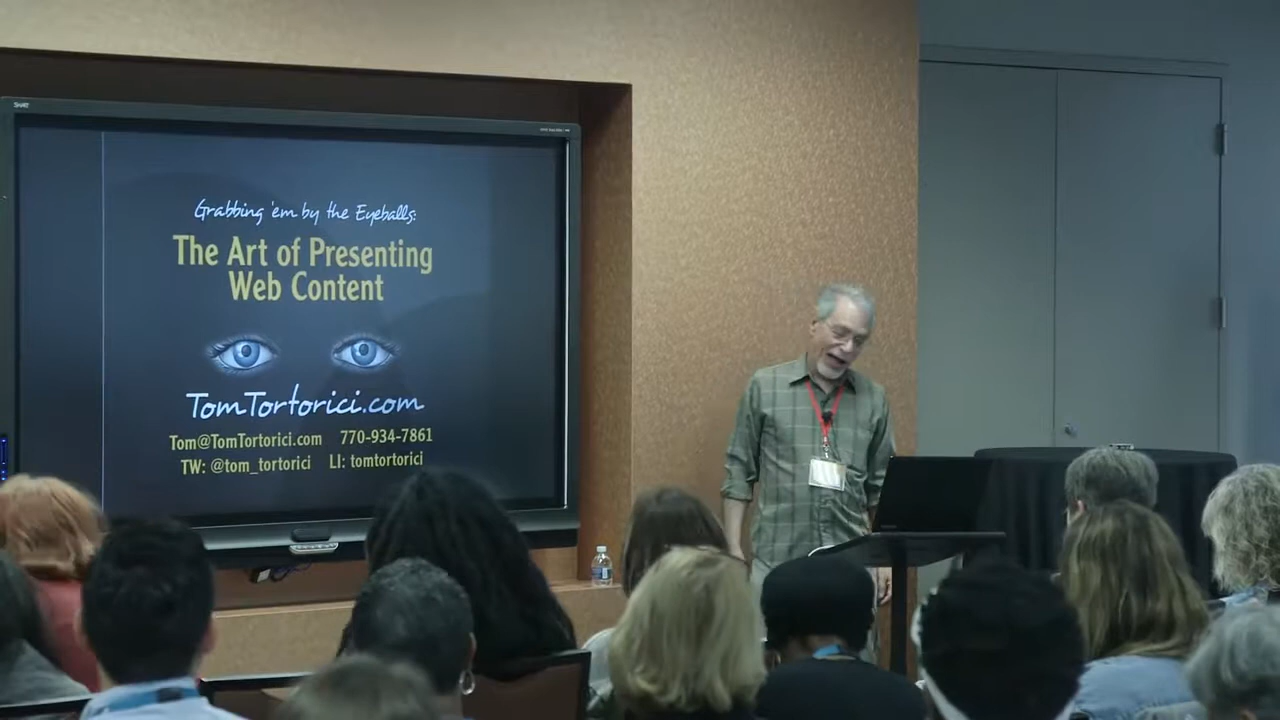 SMART
Grabbing 'em by the Eyeballs:
The Art of Presenting
Web Content
TomTortorici.com
Tom@TomTortorici.com 770-934-7861
TW: @tom_tortorici LI: tomtortorici